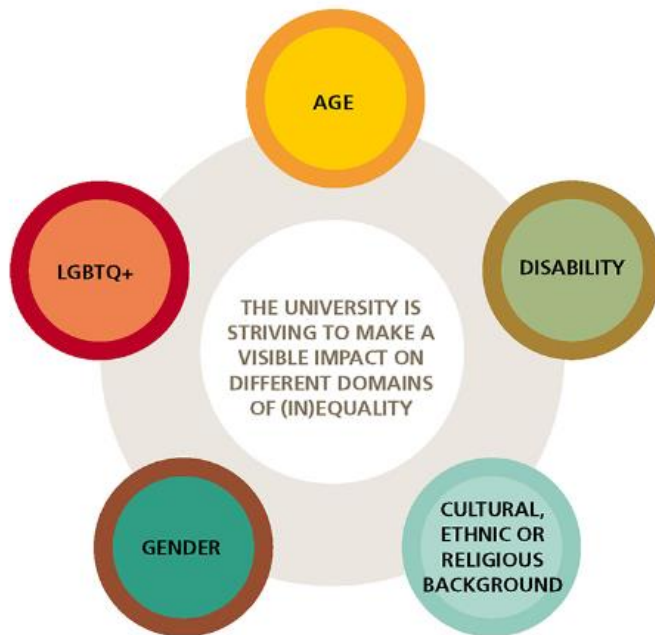 AGE
LGBTQ+
DISABILITY
THE UNIVERSITY IS
STRIVING TO MAKE A
VISIBLE IMPACT ON
DIFFERENT DOMAINS
OF (IN)EQUALITY
GENDER
CULTURAL,
ETHNIC OR
RELIGIOUS
BACKGROUND